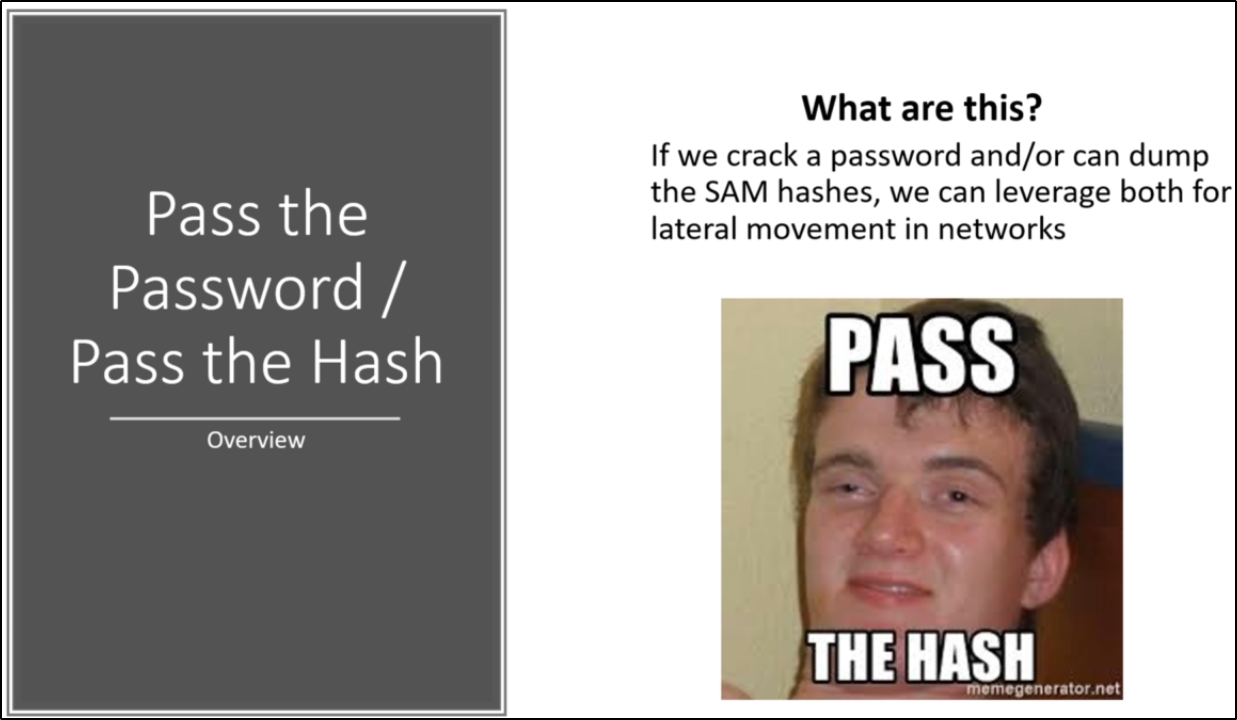 Pass the
Password /
Pass the Hash
Overview
What are this?
If we crack a password and/or can dump
the SAM hashes, we can leverage both for
lateral movement in networks
PASS
THE HASH
memegenerator.net